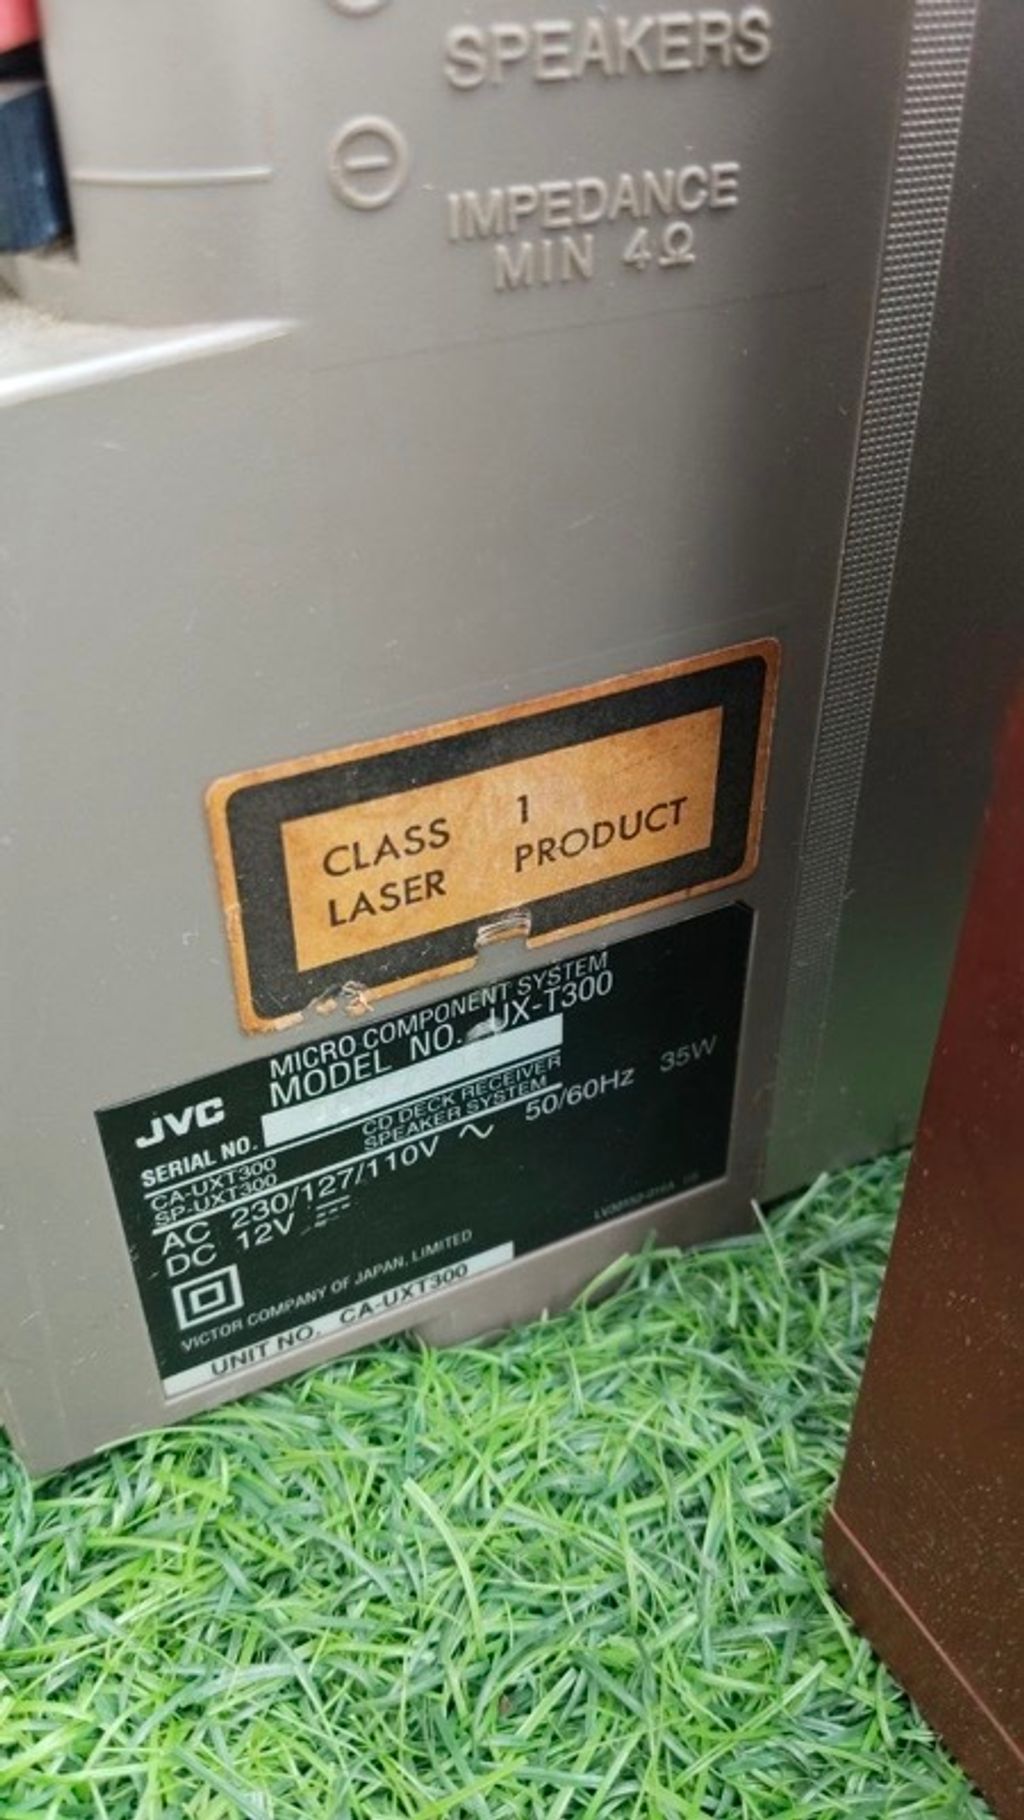 SPEAKERS
⊖
IMPEDANCE
MIN 4Ω
CLASS 1
LASER PRODUCT
MICRO COMPONENT SYSTEM
JVC MODEL NO. UX-T300
SERIAL NO.
CA-UXT300 CD DECK RECEIVER
SP-UXT300 SPEAKER SYSTEM
AC 230/127/110V ~ 50/60Hz 35W
DC 12V ⎓
VICTOR COMPANY OF JAPAN, LIMITED
UNIT NO. CA-UXT300